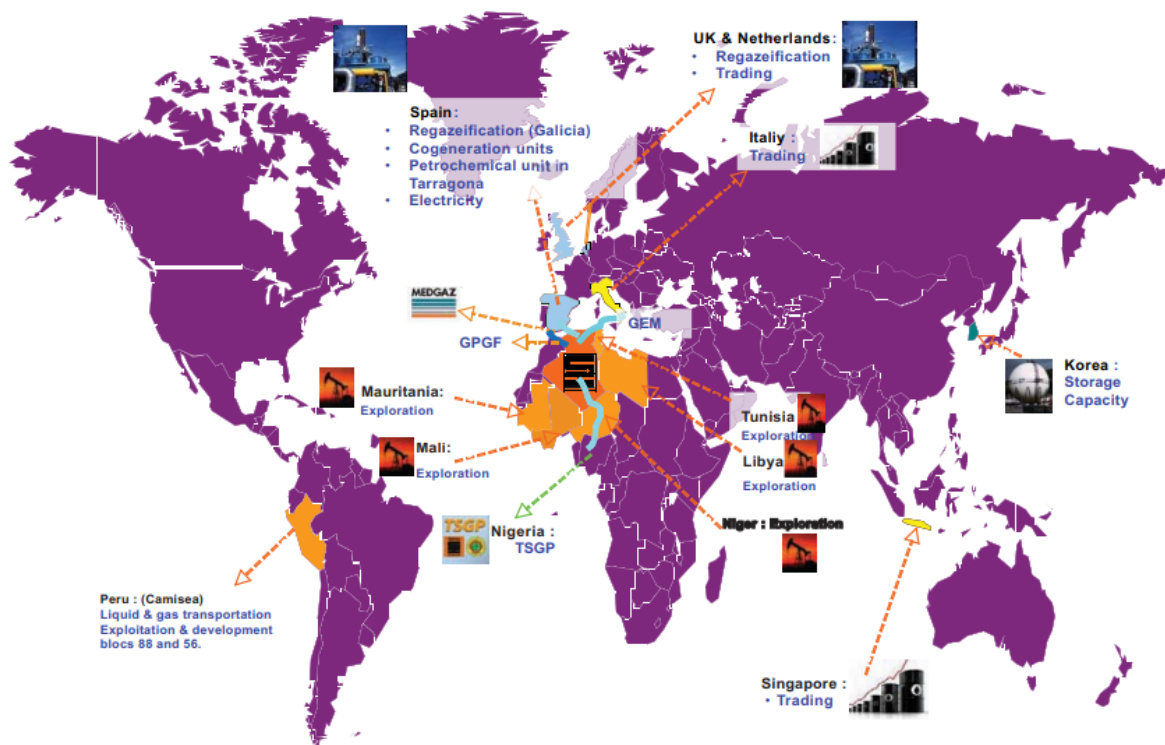 UK & Netherlands:
• Regazeification
• Trading
Spain :
• Regazeification (Galicia)
• Cogeneration units
• Petrochemical unit in
Tarragona
• Electricity
Italiy :
Trading
MEDGAZ
GEM
GPGF
Korea :
Storage
Capacity
Mauritania:
Exploration
Tunisia
Exploration
Mali:
Exploration
Libya
Exploration
TSGP
Nigeria :
TSGP
Niger : Exploration
Peru : (Camisea)
Liquid & gas transportation
Exploitation & development
blocs 88 and 56.
Singapore :
• Trading